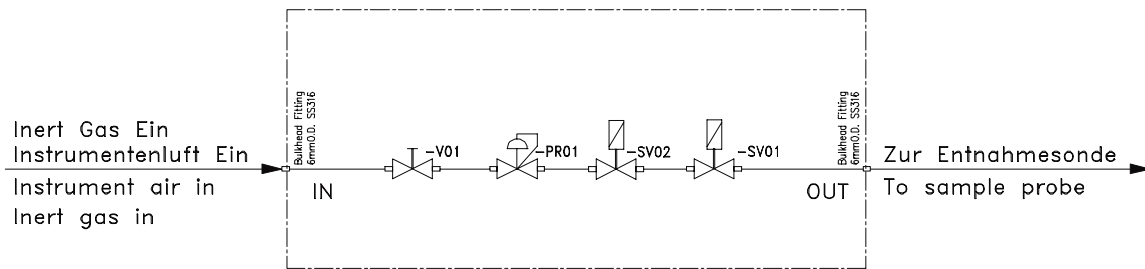 Inert Gas Ein
Instrumentenluft Ein
Instrument air in
Inert gas in
Bulkhead Fitting
6mmO.D. SS316
IN
-V01
-PR01
-SV02
-SV01
OUT
Bulkhead Fitting
6mmO.D. SS316
Zur Entnahmesonde
To sample probe